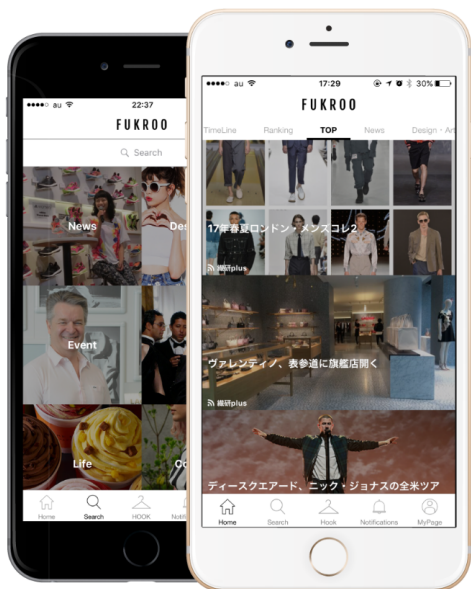 au
22:37
FUKROO
Search
News
De
Event
Life
Home
Search
HOOK
au
17:29
30%
FUKROO
TimeLine
Ranking
TOP
News
Design・Art
17年春夏ロンドン・メンズコレ2
繊研plus
ヴァレンティノ、表参道に旗艦店開く
繊研plus
ディースクエアード、ニック・ジョナスの全米ツア
Home
Search
Hook
Notifications
MyPage